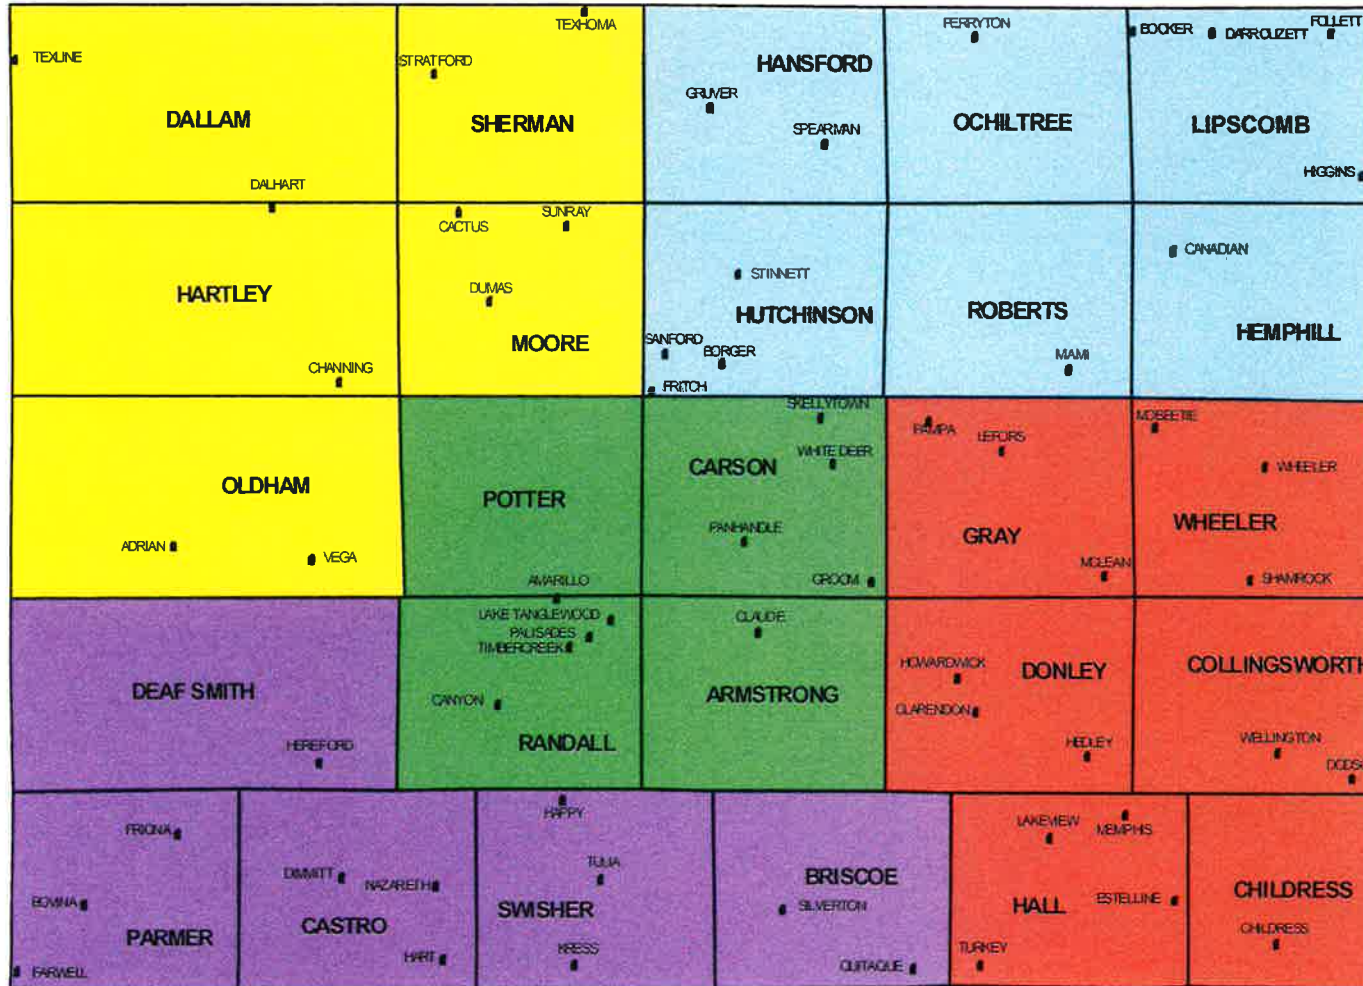 TEXHOMA
TEXLINE
STRATFORD
DALLAM
SHERMAN
DALHART
HANSFORD
GRUVER
SPEARMAN
PERRYTON
OCHILTREE
BOOKER
DARROUZETT
FOLLETT
LIPSCOMB
HIGGINS
HARTLEY
CHANNING
CACTUS
SUNRAY
DUMAS
MOORE
STINNETT
HUTCHINSON
SANFORD
BORGER
FRITCH
ROBERTS
MIAMI
CANADIAN
HEMPHILL
OLDHAM
ADRIAN
VEGA
POTTER
AMARILLO
SKELLYTOWN
WHITE DEER
CARSON
PANHANDLE
GROOM
PAMPA
LEFORS
GRAY
MCLEAN
MOBEETIE
WHEELER
WHEELER
SHAMROCK
DEAF SMITH
HEREFORD
LAKE TANGLEWOOD
PALISADES
TIMBERCREEK
CANYON
RANDALL
CLAUDE
ARMSTRONG
HOWARDWICK
DONLEY
CLARENDON
HEDLEY
COLLINGSWORTH
WELLINGTON
DODSO
FRIONA
BOVINA
PARMER
FARWELL
DIMMITT
NAZARETH
CASTRO
HART
HAPPY
TULIA
SWISHER
KRESS
BRISCOE
SILVERTON
QUITAQUE
LAKEVIEW
MEMPHIS
HALL
ESTELLINE
TURKEY
CHILDRESS
CHILDRESS